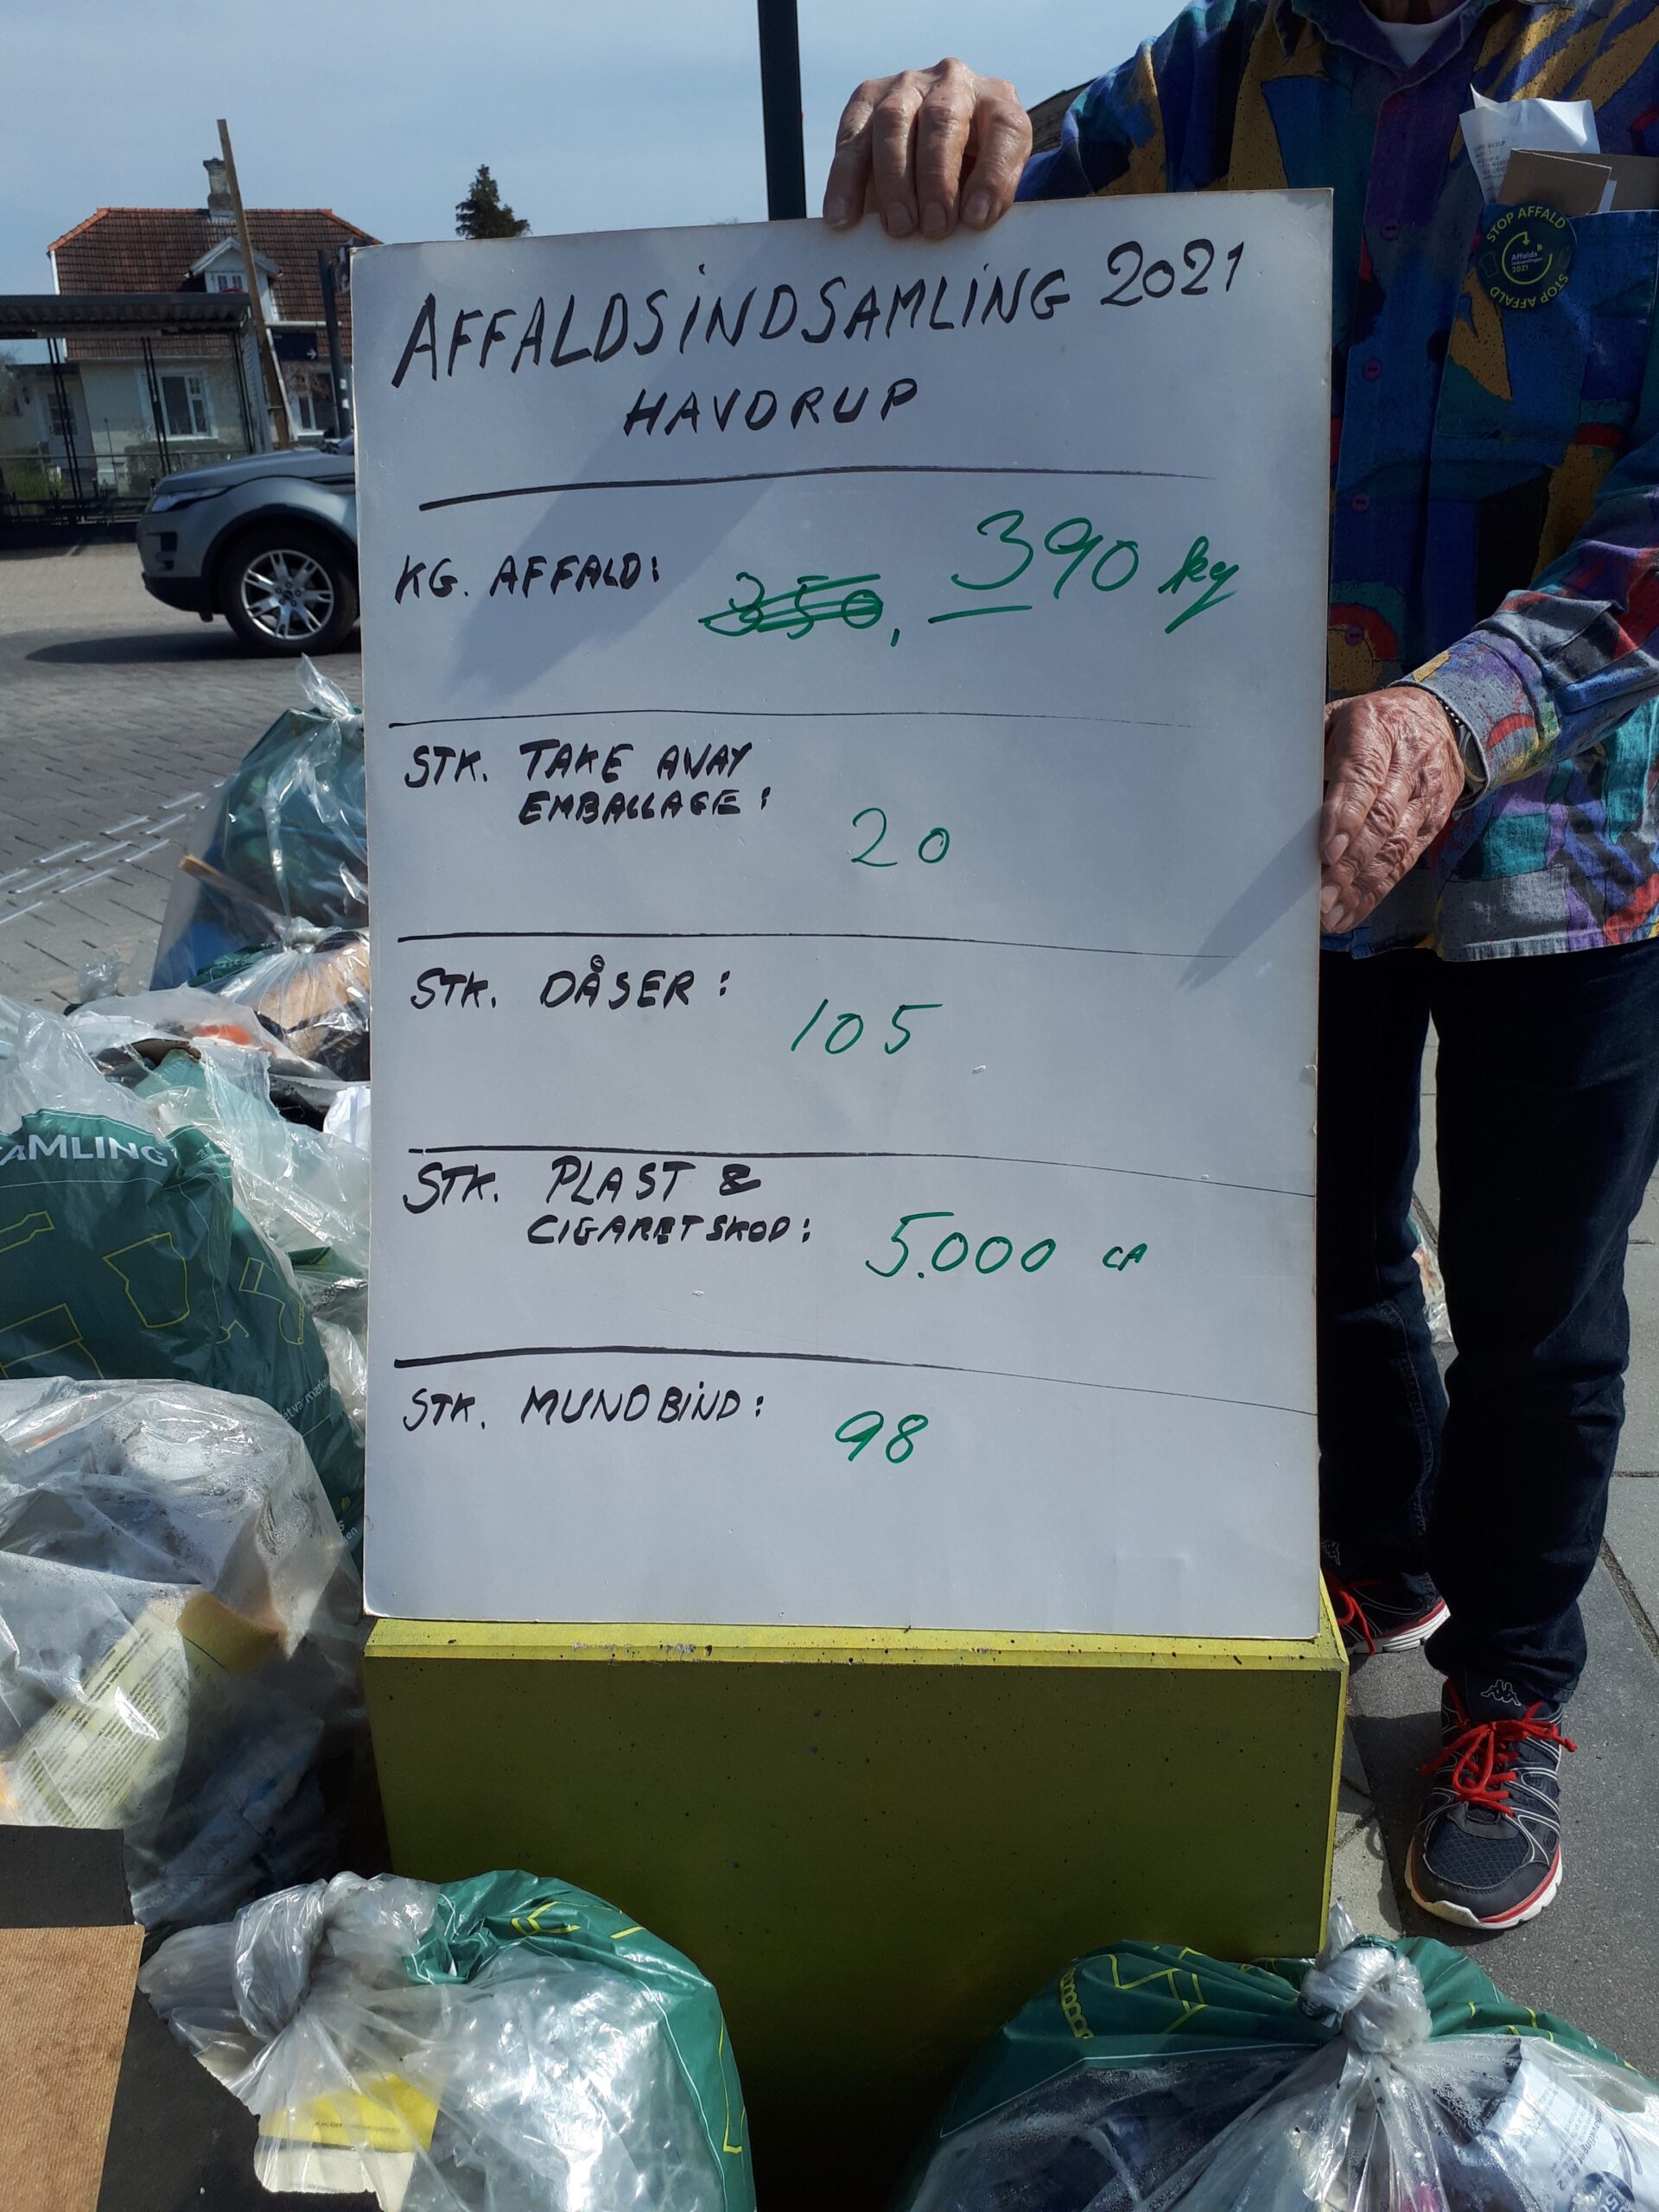 AFFALDSINDSAMLING 2021
HAVDRUP
KG. AFFALD: 350, 390 kg
STK. TAKE AWAY
EMBALLAGE:
20
STK. DÅSER:
105
STK. PLAST &
CIGARETSKOD: 5.000 CA
STK. MUNDBIND: 98
STOP AFFALD
Affalds
indsamlingen
2021
STOP AFFALD
AMLING